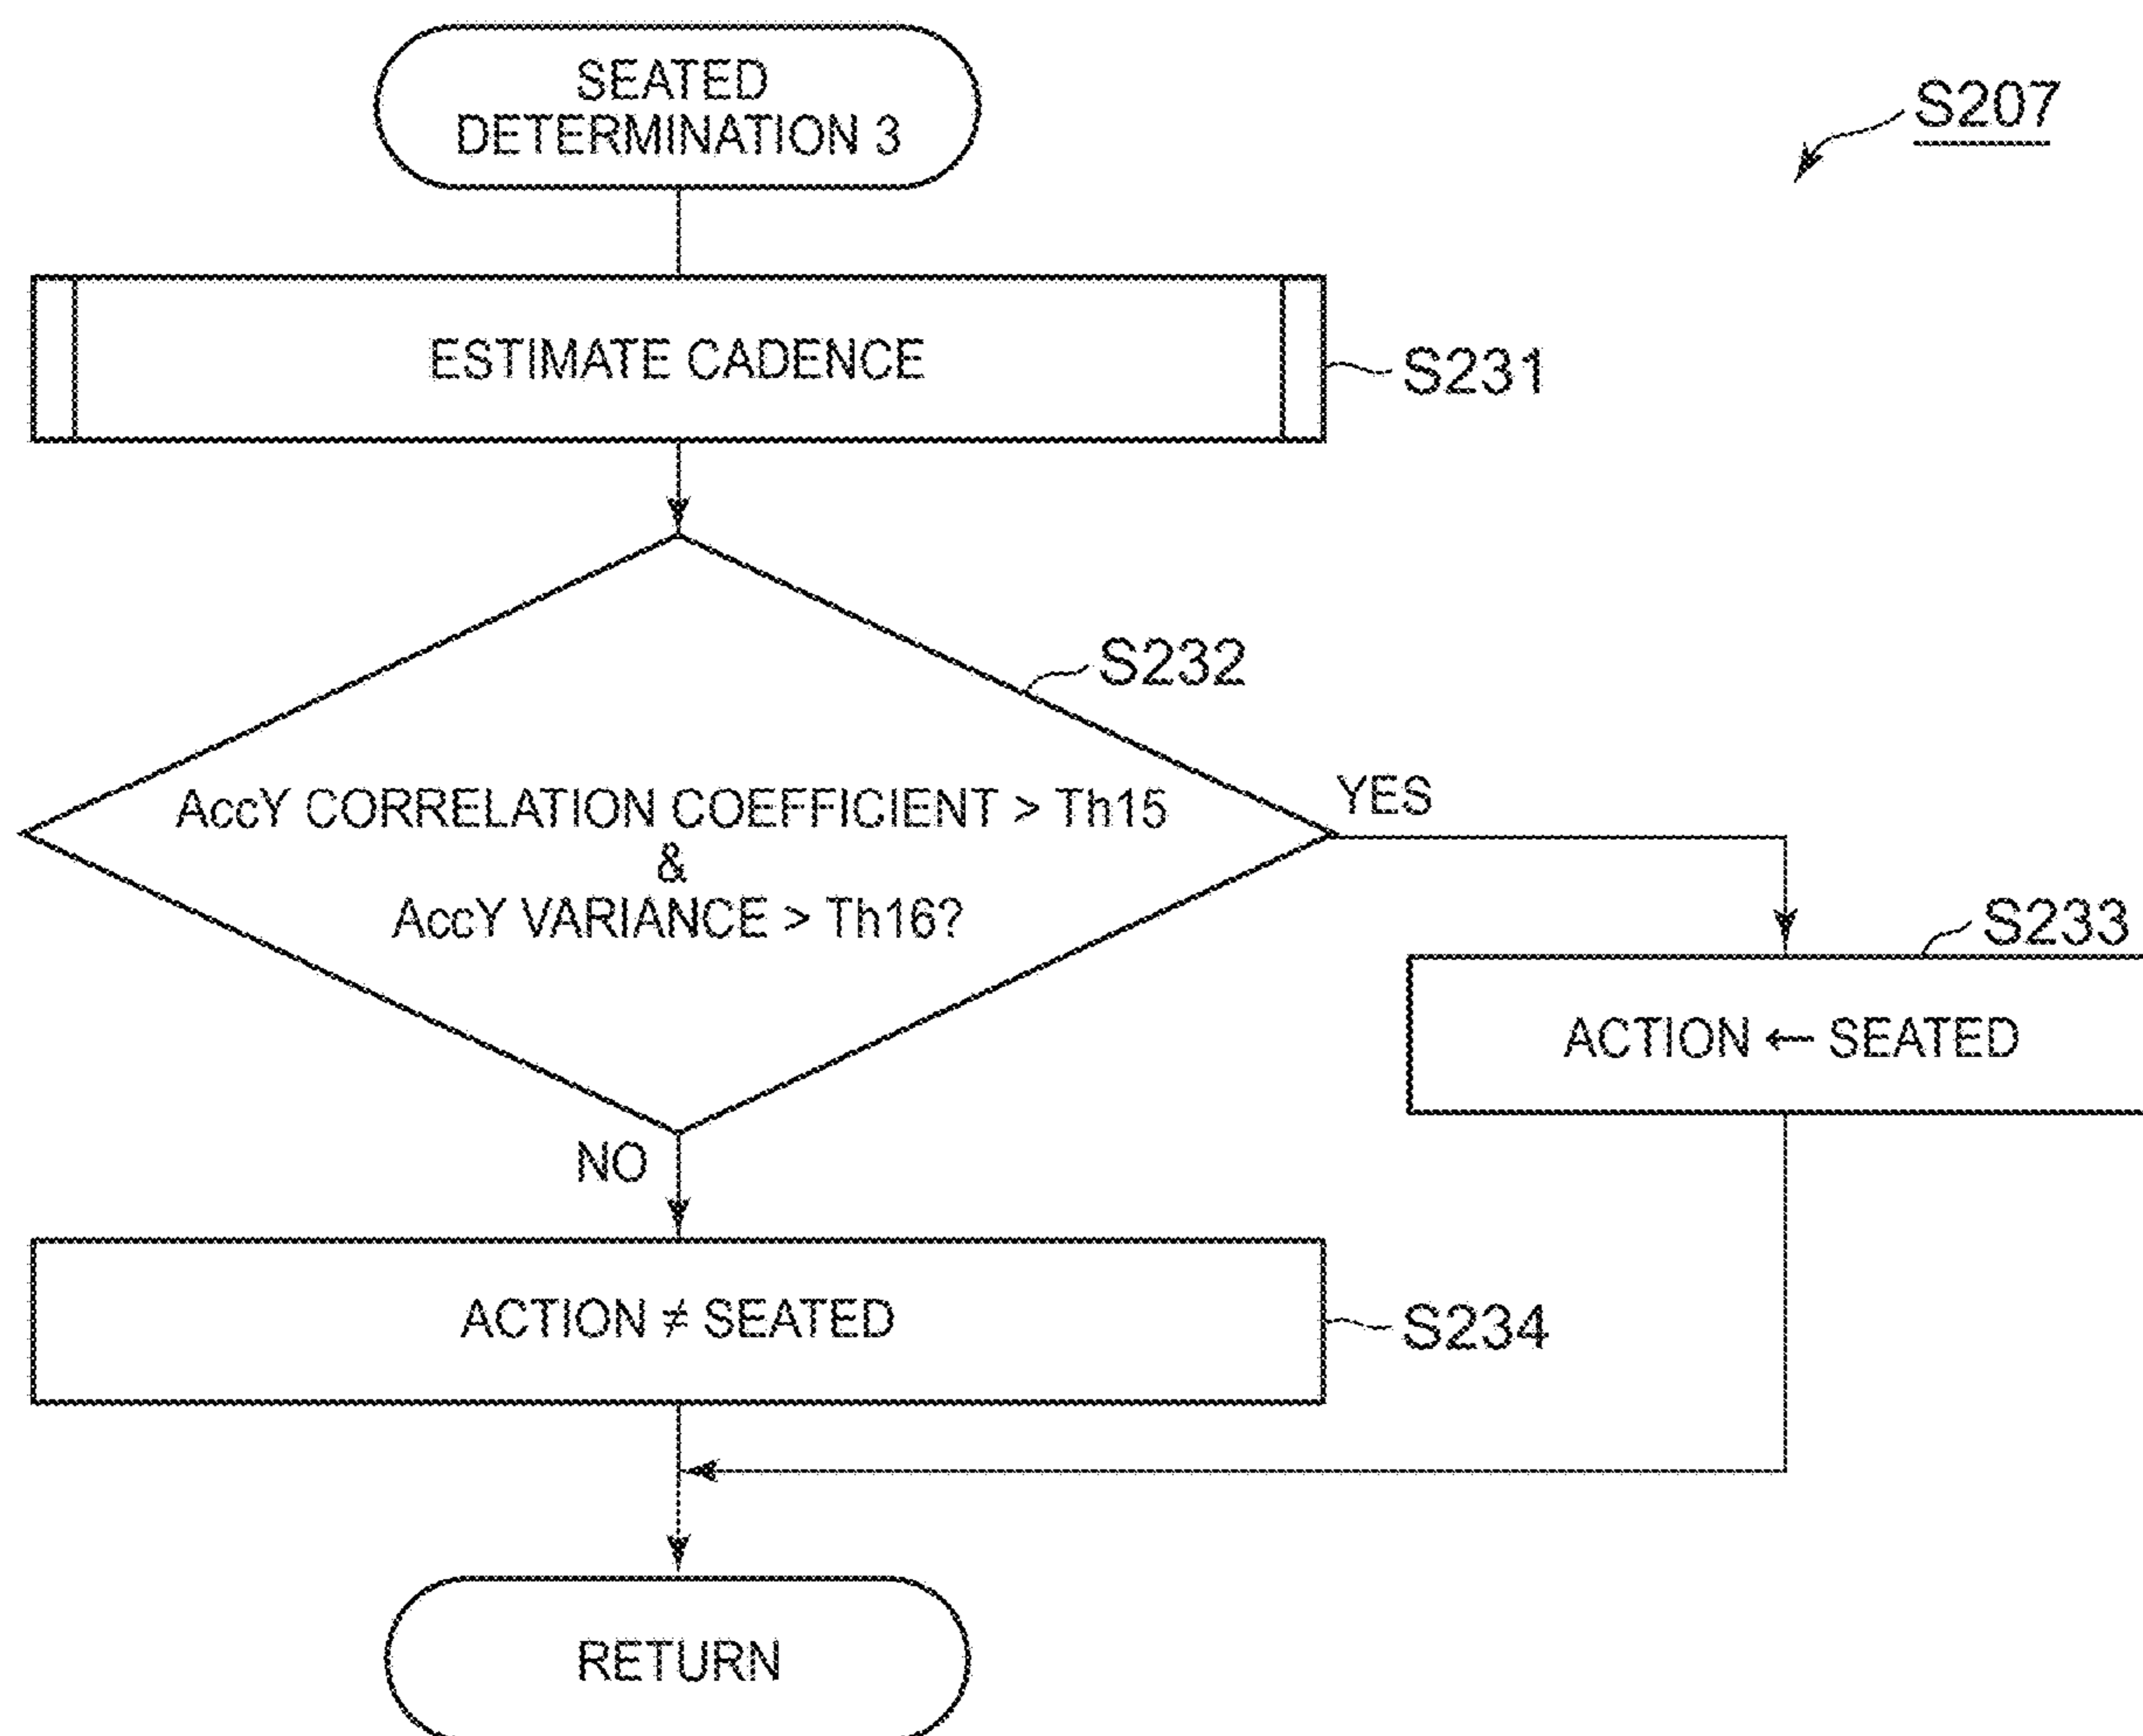 SEATED
DETERMINATION 3
S207
ESTIMATE CADENCE
S231
S232
AccY CORRELATION COEFFICIENT > Th15
&
AccY VARIANCE > Th16?
YES
S233
ACTION ← SEATED
NO
ACTION ≠ SEATED
S234
RETURN